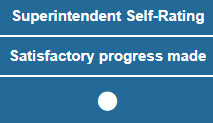 Superintendent Self-Rating
Satisfactory progress made